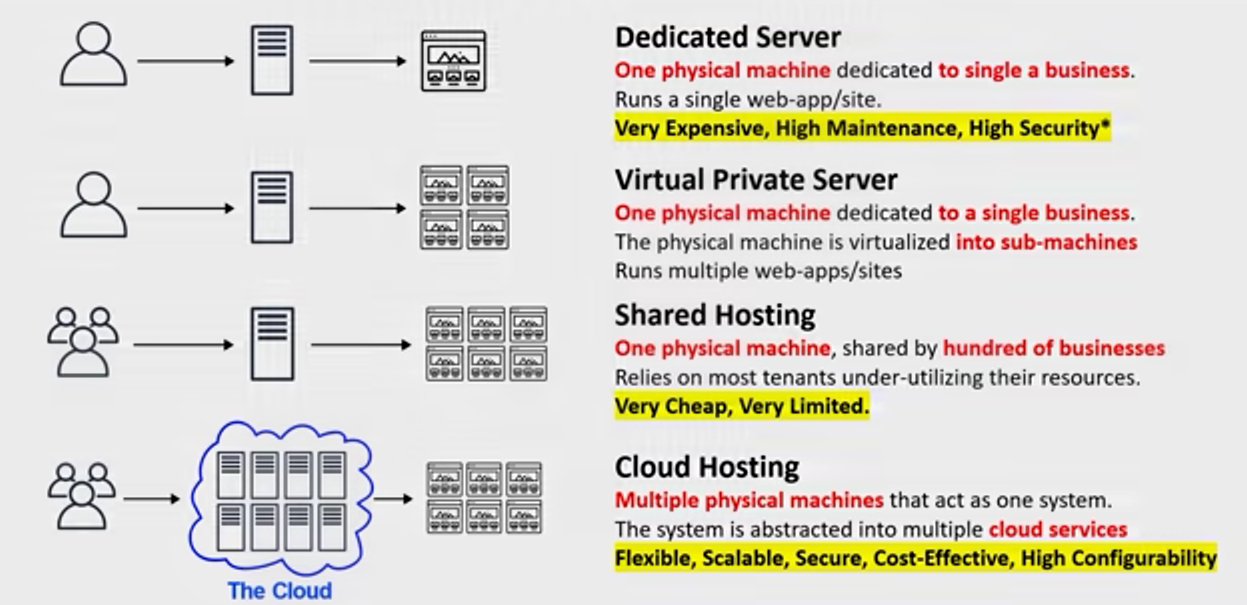 Dedicated Server
One physical machine dedicated to single a business.
Runs a single web-app/site.
Very Expensive, High Maintenance, High Security*
Virtual Private Server
One physical machine dedicated to a single business.
The physical machine is virtualized into sub-machines
Runs multiple web-apps/sites
Shared Hosting
One physical machine, shared by hundred of businesses
Relies on most tenants under-utilizing their resources.
Very Cheap, Very Limited.
Cloud Hosting
Multiple physical machines that act as one system.
The system is abstracted into multiple cloud services
Flexible, Scalable, Secure, Cost-Effective, High Configurability
The Cloud